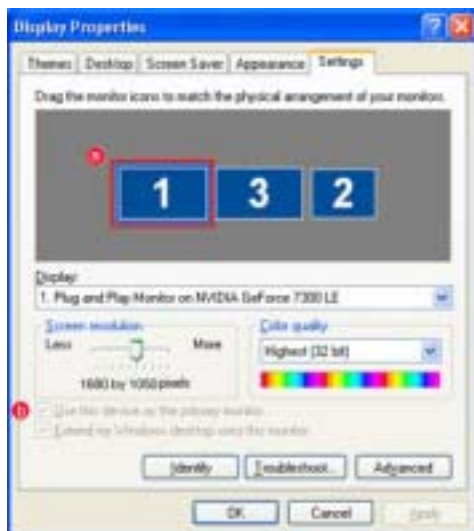 Display Properties
Themes Desktop Screen Saver Appearance Settings
Drag the monitor icons to match the physical arrangement of your monitors.
a
1 3 2
Display:
1. Plug and Play Monitor on NVIDIA GeForce 7300 LE
Screen resolution Color quality
Less More Highest (32 bit)
1680 by 1050 pixels
b Use this device as the primary monitor.
Extend my Windows desktop onto this monitor.
Identify Troubleshoot... Advanced
OK Cancel Apply